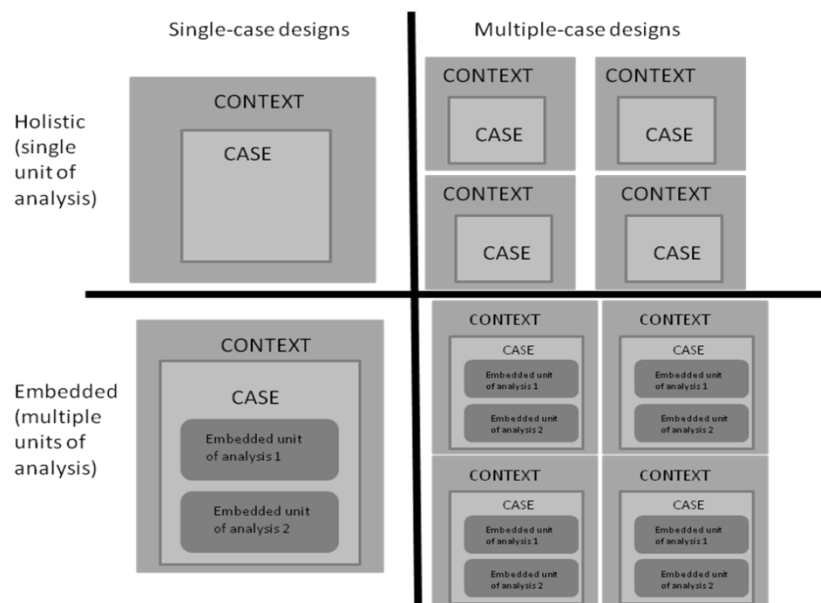 Single-case designs
Multiple-case designs
Holistic
(single
unit of
analysis)
CONTEXT
CASE
CONTEXT
CASE
CONTEXT
CASE
CONTEXT
CASE
CONTEXT
CASE
Embedded
(multiple
units of
analysis)
CONTEXT
CASE
Embedded unit
of analysis 1
Embedded unit
of analysis 2
CONTEXT
CASE
Embedded unit
of analysis 1
Embedded unit
of analysis 2
CONTEXT
CASE
Embedded unit
of analysis 1
Embedded unit
of analysis 2
CONTEXT
CASE
Embedded unit
of analysis 1
Embedded unit
of analysis 2
CONTEXT
CASE
Embedded unit
of analysis 1
Embedded unit
of analysis 2